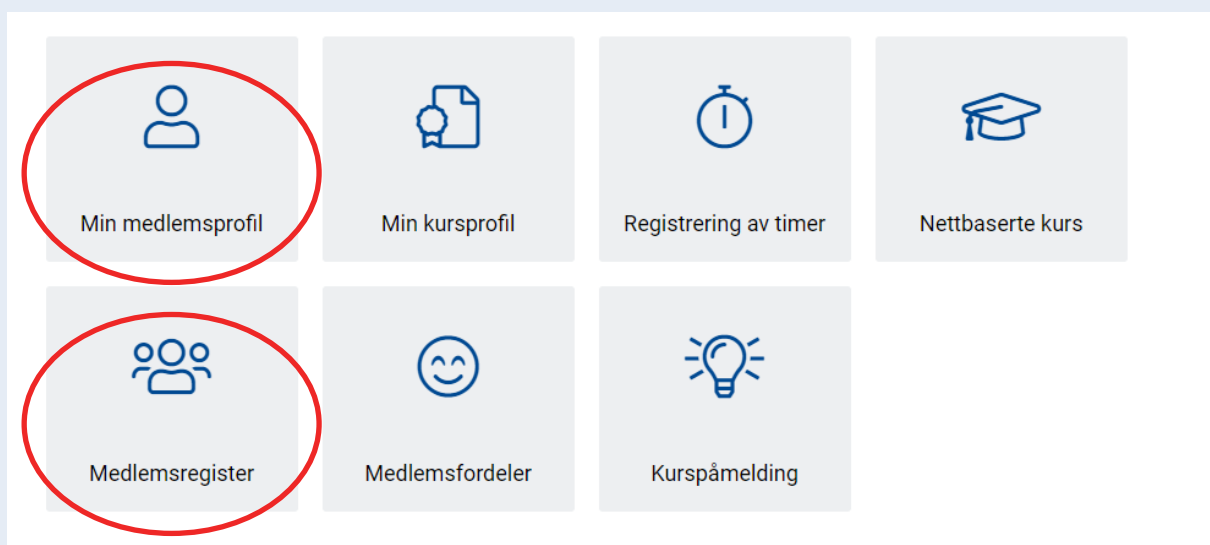 Min medlemsprofil
Min kursprofil
Registrering av timer
Nettbaserte kurs
Medlemsregister
Medlemsfordeler
Kurspåmelding